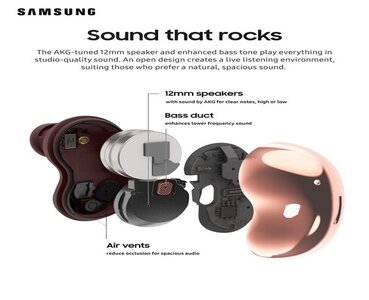 SAMSUNG
Sound that rocks
The AKG-tuned 12mm speaker and enhanced bass tone play everything in
studio-quality sound. An open design creates a live listening environment,
suiting those who prefer a natural, spacious sound.
12mm speakers
with sound by AKG for clear notes, high or low
Bass duct
enhances lower frequency sound
Air vents
reduce occlusion for spacious audio